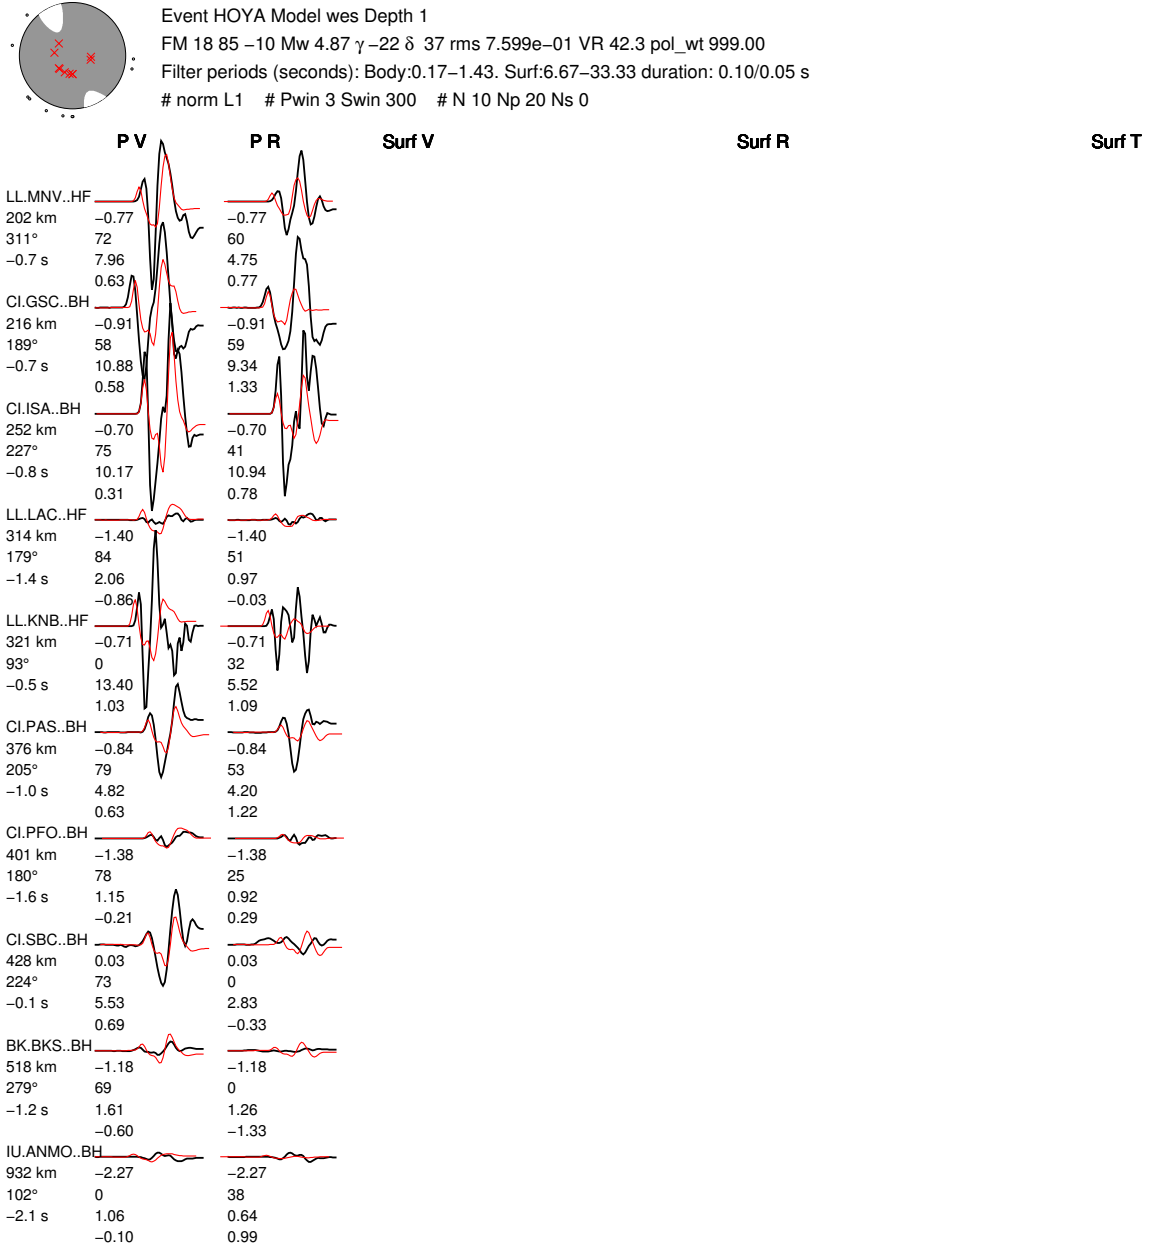 Event HOYA Model wes Depth 1
FM 18 85 −10 Mw 4.87 γ −22 δ 37 rms 7.599e−01 VR 42.3 pol_wt 999.00
Filter periods (seconds): Body:0.17−1.43. Surf:6.67−33.33 duration: 0.10/0.05 s
# norm L1 # Pwin 3 Swin 300 # N 10 Np 20 Ns 0
P V P R Surf V Surf R Surf T
LL.MNV..HF
202 km −0.77 −0.77
311° 72 60
−0.7 s 7.96 4.75
0.63 0.77
CI.GSC..BH
216 km −0.91 −0.91
189° 58 59
−0.7 s 10.88 9.34
0.58 1.33
CI.ISA..BH
252 km −0.70 −0.70
227° 75 41
−0.8 s 10.17 10.94
0.31 0.78
LL.LAC..HF
314 km −1.40 −1.40
179° 84 51
−1.4 s 2.06 0.97
−0.86 −0.03
LL.KNB..HF
321 km −0.71 −0.71
93° 0 32
−0.5 s 13.40 5.52
1.03 1.09
CI.PAS..BH
376 km −0.84 −0.84
205° 79 53
−1.0 s 4.82 4.20
0.63 1.22
CI.PFO..BH
401 km −1.38 −1.38
180° 78 25
−1.6 s 1.15 0.92
−0.21 0.29
CI.SBC..BH
428 km 0.03 0.03
224° 73 0
−0.1 s 5.53 2.83
0.69 −0.33
BK.BKS..BH
518 km −1.18 −1.18
279° 69 0
−1.2 s 1.61 1.26
−0.60 −1.33
IU.ANMO..BH
932 km −2.27 −2.27
102° 0 38
−2.1 s 1.06 0.64
−0.10 0.99